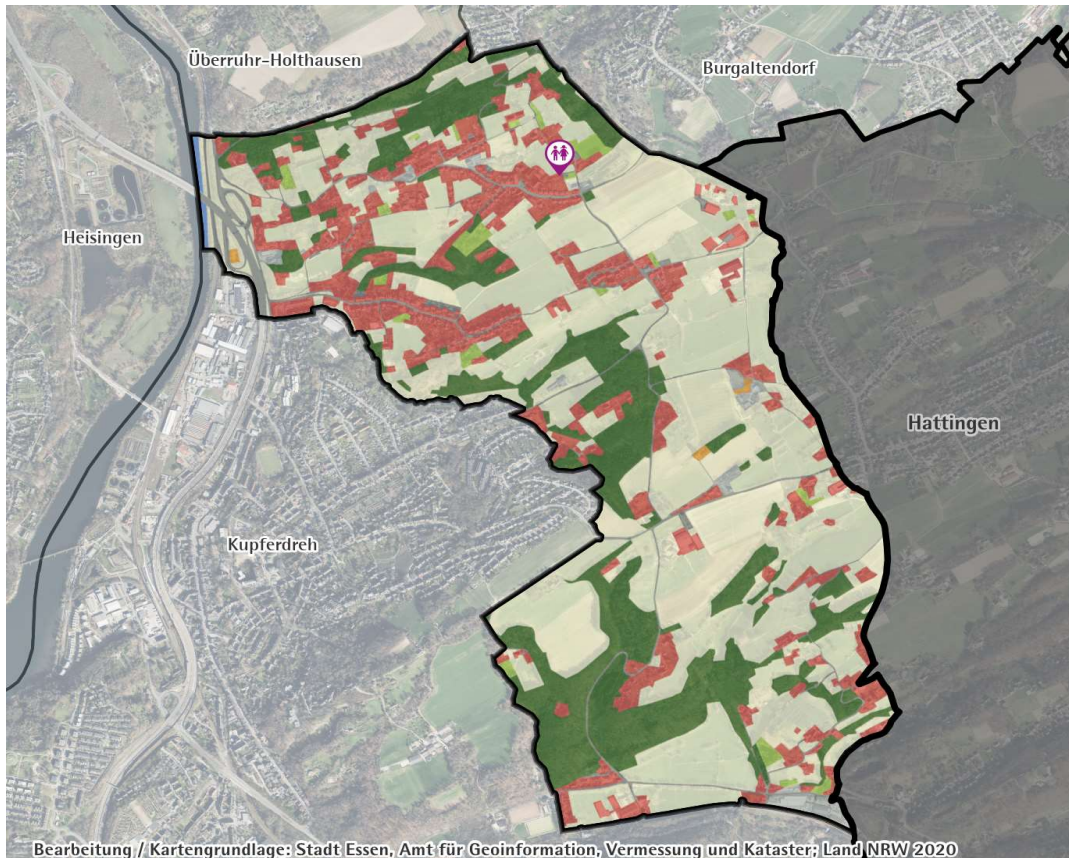 Überruhr-Holthausen
Burgaltendorf
Heisingen
Hattingen
Kupferdreh
Bearbeitung / Kartengrundlage: Stadt Essen, Amt für Geoinformation, Vermessung und Kataster; Land NRW 2020